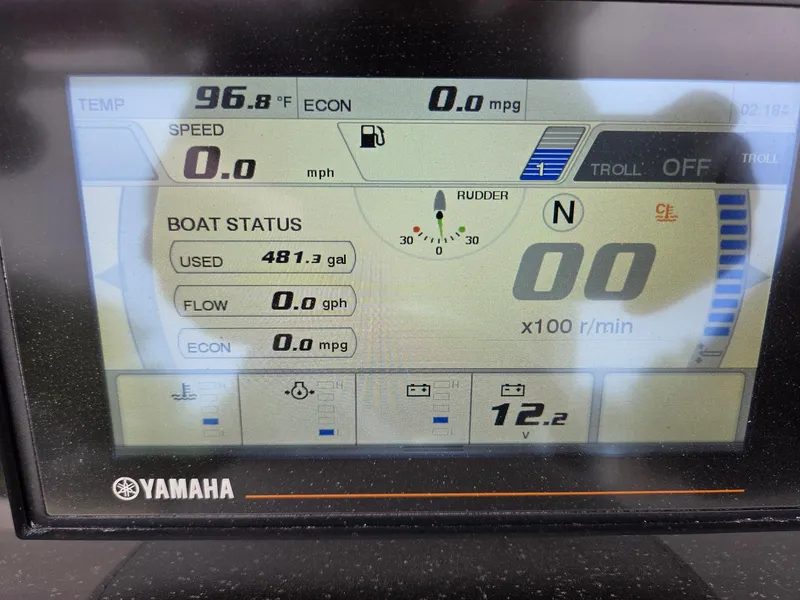 TEMP 96.8 °F ECON 0.0 mpg
SPEED
0.0 mph
1
TROLL OFF TROLL
RUDDER
30 0 30
N
C
BOAT STATUS
USED 481.3 gal
FLOW 0.0 gph
ECON 0.0 mpg
00
x100 r/min
H H H
L L L
12.2
V
YAMAHA